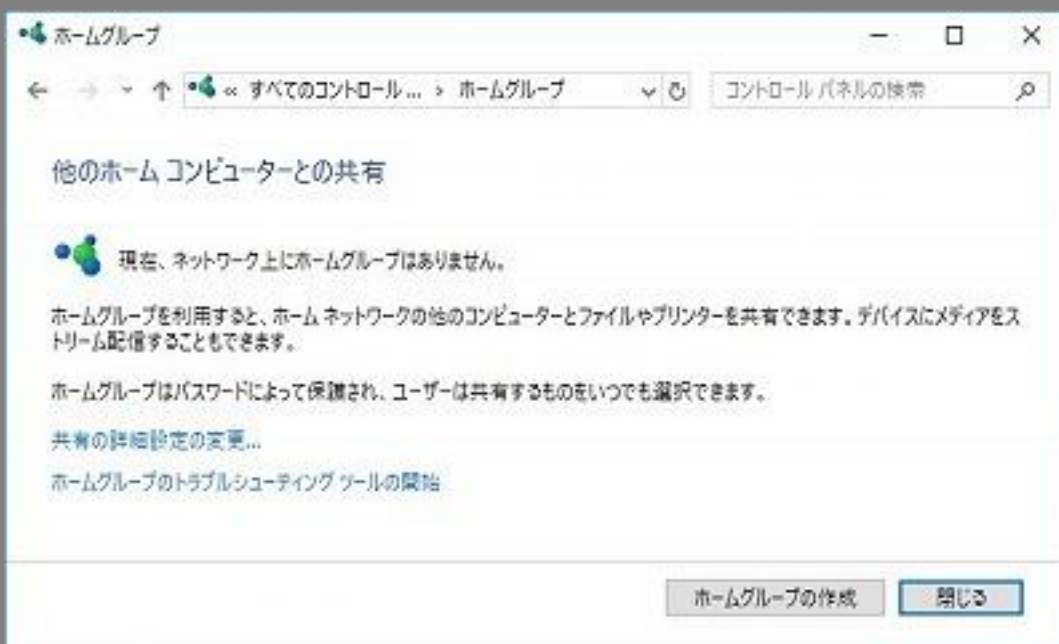 ホームグループ
« すべてのコントロール ... › ホームグループ
コントロール パネルの検索
他のホーム コンピューターとの共有
現在、ネットワーク上にホームグループはありません。
ホームグループを利用すると、ホーム ネットワークの他のコンピューターとファイルやプリンターを共有できます。デバイスにメディアをス
トリーム配信することもできます。
ホームグループはパスワードによって保護され、ユーザーは共有するものをいつでも選択できます。
共有の詳細設定の変更...
ホームグループのトラブルシューティング ツールの開始
ホームグループの作成
閉じる